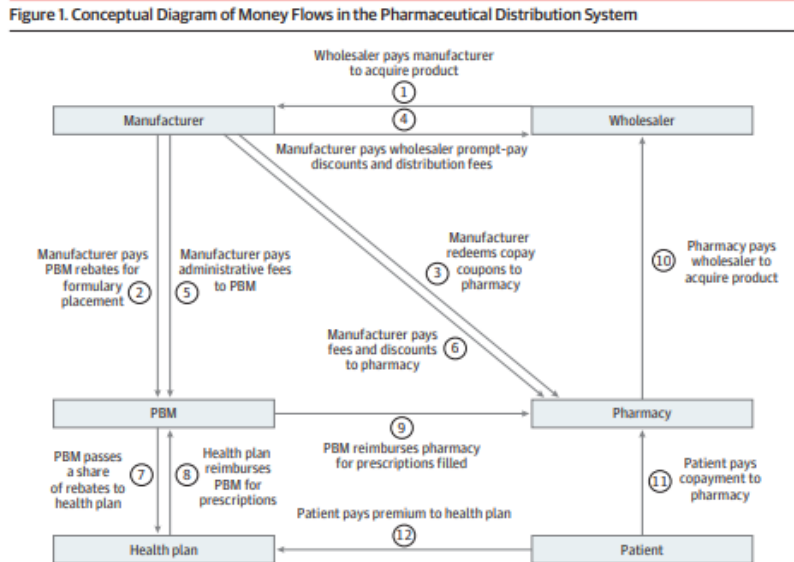 Figure 1. Conceptual Diagram of Money Flows in the Pharmaceutical Distribution System
Wholesaler pays manufacturer
to acquire product
1
Manufacturer
4
Wholesaler
Manufacturer pays wholesaler prompt-pay
discounts and distribution fees
Manufacturer pays
PBM rebates for
formulary
placement
2
Manufacturer pays
administrative fees
to PBM
5
Manufacturer
redeems copay
coupons to
pharmacy
3
Manufacturer pays
fees and discounts
to pharmacy
6
10
Pharmacy pays
wholesaler to
acquire product
PBM
Pharmacy
9
PBM reimburses pharmacy
for prescriptions filled
PBM passes
a share
of rebates to
health plan
7
8
Health plan
reimburses
PBM for
prescriptions
11
Patient pays
copayment to
pharmacy
Patient pays premium to health plan
12
Health plan
Patient